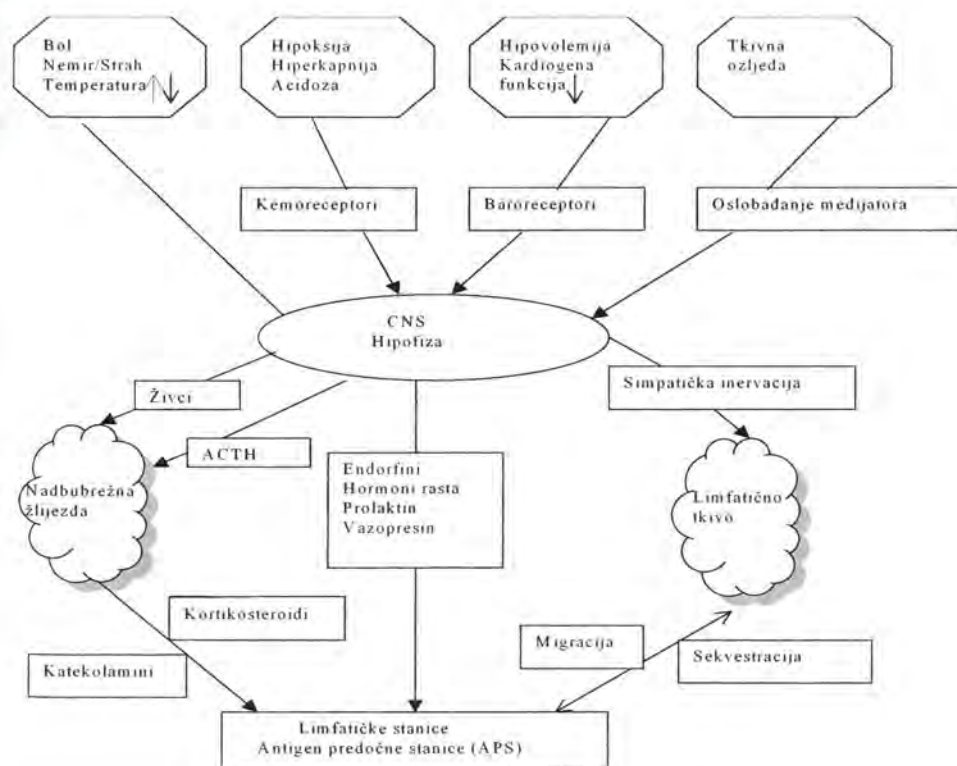 Bol
Nemir/Strah
Temperatura
Hipoksija
Hiperkapnija
Acidoza
Hipovolemija
Kardiogena
funkcija
Tkivna
ozljeda
Kemoreceptori
Baroreceptori
Oslobađanje medijatora
CNS
Hipofiza
Živci
Simpatička inervacija
ACTH
Nadbubrežna
žlijezda
Endorfini
Hormoni rasta
Prolaktin
Vazopresin
Limfatično
tkivo
Kortikosteroidi
Katekolamini
Migracija
Sekvestracija
Limfatičke stanice
Antigen predočne stanice (APS)